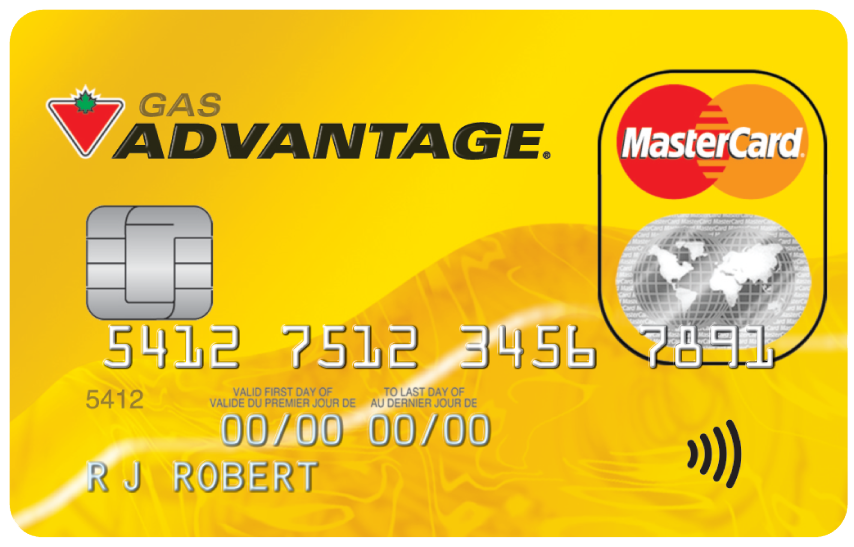 GAS
ADVANTAGE®
MasterCard
5412 7512 3456 7891
5412
VALID FIRST DAY OF
VALIDE DU PREMIER JOUR DE
TO LAST DAY OF
AU DERNIER JOUR DE
00/00 00/00
R J ROBERT